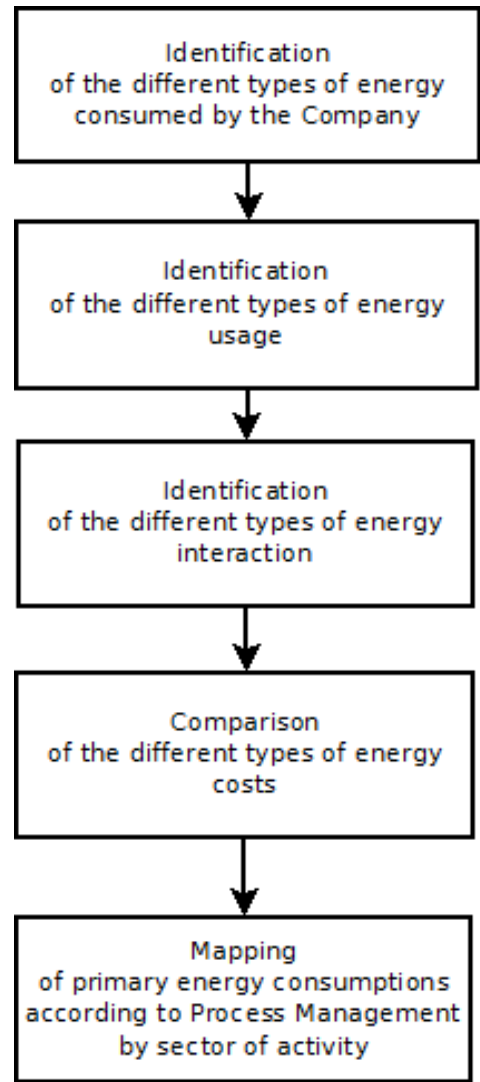 Identification
of the different types of energy
consumed by the Company
Identification
of the different types of energy
usage
Identification
of the different types of energy
interaction
Comparison
of the different types of energy
costs
Mapping
of primary energy consumptions
according to Process Management
by sector of activity